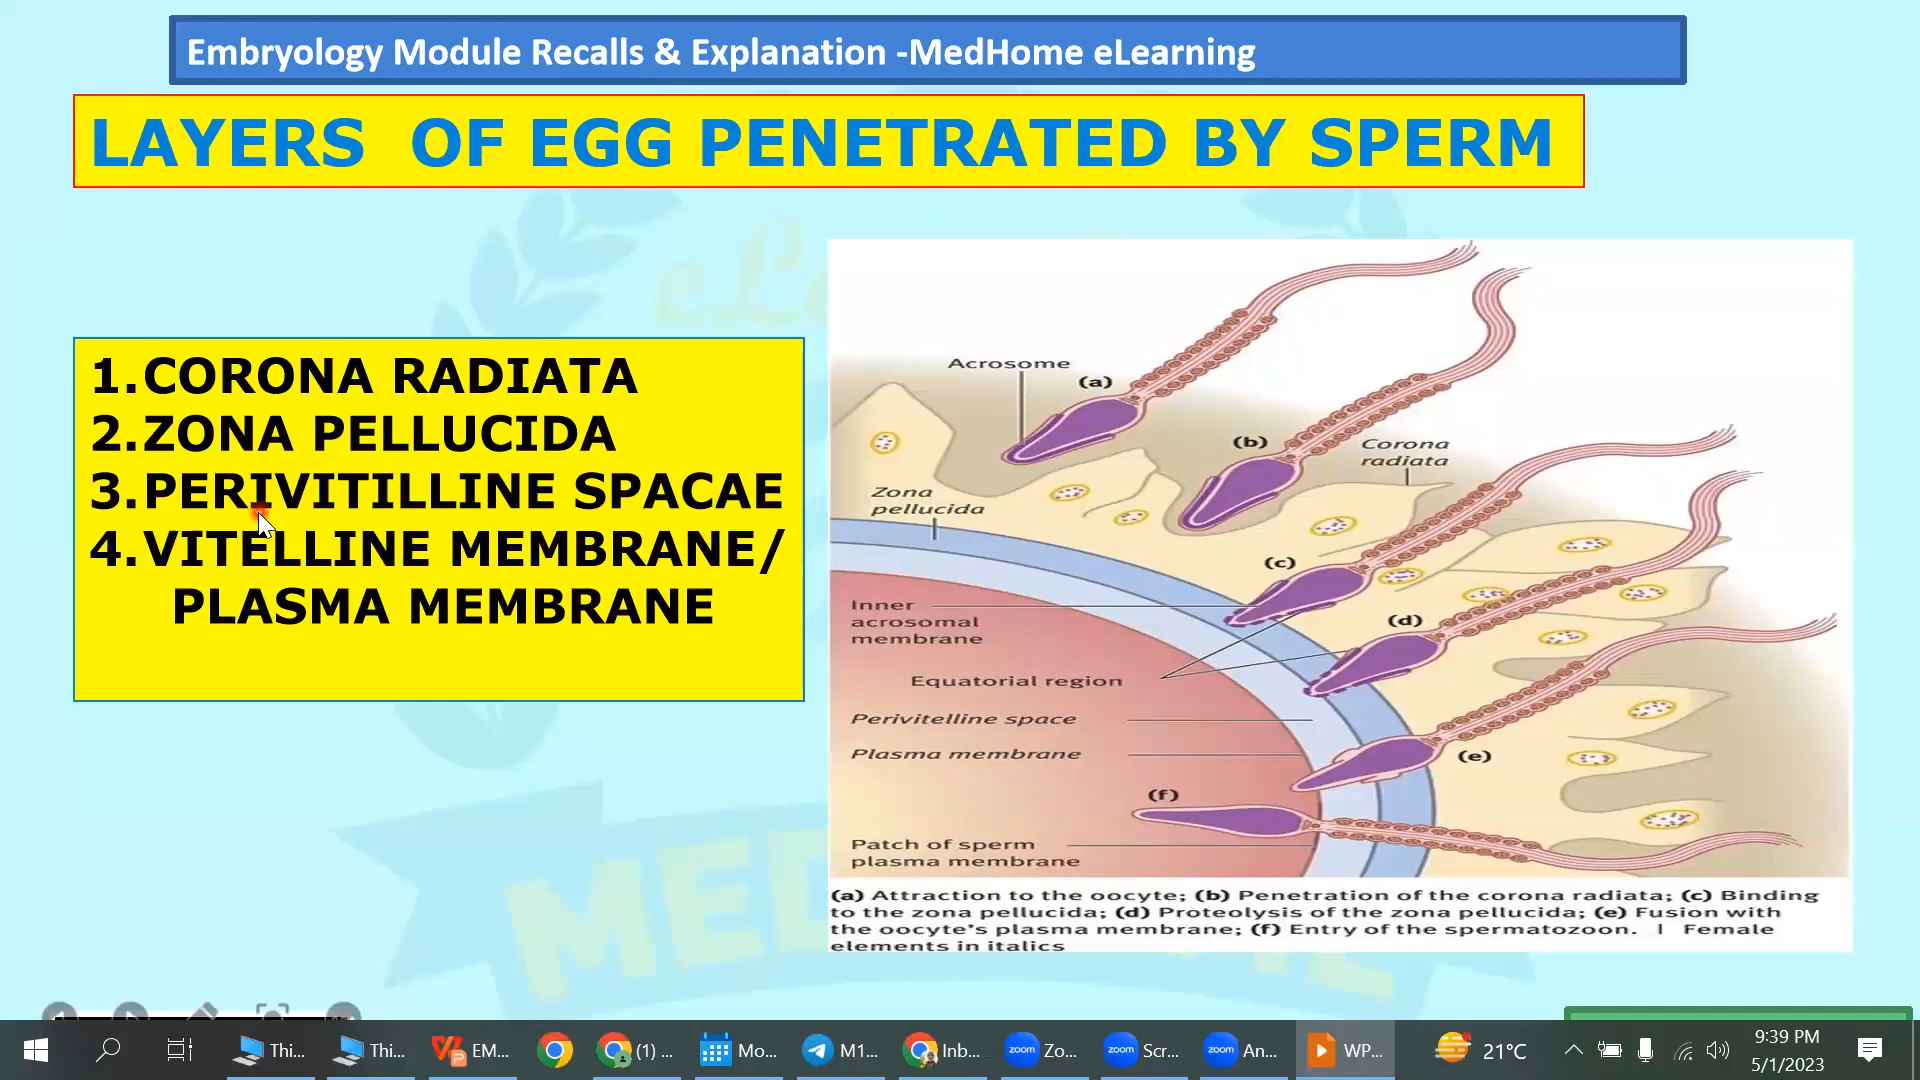 Embryology Module Recalls & Explanation -MedHome eLearning
LAYERS OF EGG PENETRATED BY SPERM
1.CORONA RADIATA
2.ZONA PELLUCIDA
3.PERIVITILLINE SPACAE
4.VITELLINE MEMBRANE/
PLASMA MEMBRANE
Acrosome
(a)
(b)
Corona
radiata
Zona
pellucida
(c)
Inner
acrosomal
membrane
(d)
Equatorial region
Perivitelline space
Plasma membrane
(e)
(f)
Patch of sperm
plasma membrane
(a) Attraction to the oocyte; (b) Penetration of the corona radiata; (c) Binding
to the zona pellucida; (d) Proteolysis of the zona pellucida; (e) Fusion with
the oocyte's plasma membrane; (f) Entry of the spermatozoon. | Female
elements in italics
Thi...
Thi...
EM...
(1) ...
Mo...
M1...
Inb...
zoom Zo...
zoom Scr...
zoom An...
WP...
21°C
9:39 PM
5/1/2023